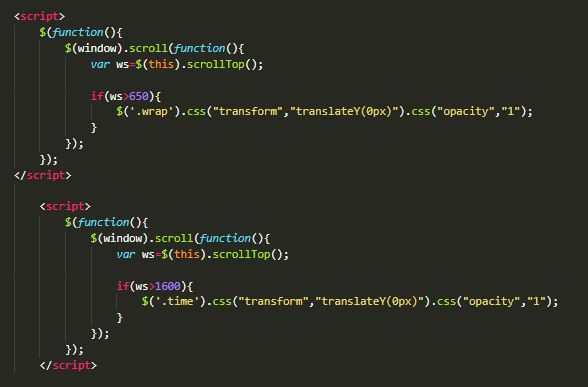 <script>
$(function(){
$(window).scroll(function(){
var ws=$(this).scrollTop();
if(ws>650){
$('.wrap').css("transform","translateY(0px)").css("opacity","1");
}
});
});
</script>
<script>
$(function(){
$(window).scroll(function(){
var ws=$(this).scrollTop();
if(ws>1600){
$('.time').css("transform","translateY(0px)").css("opacity","1");
}
});
});
</script>